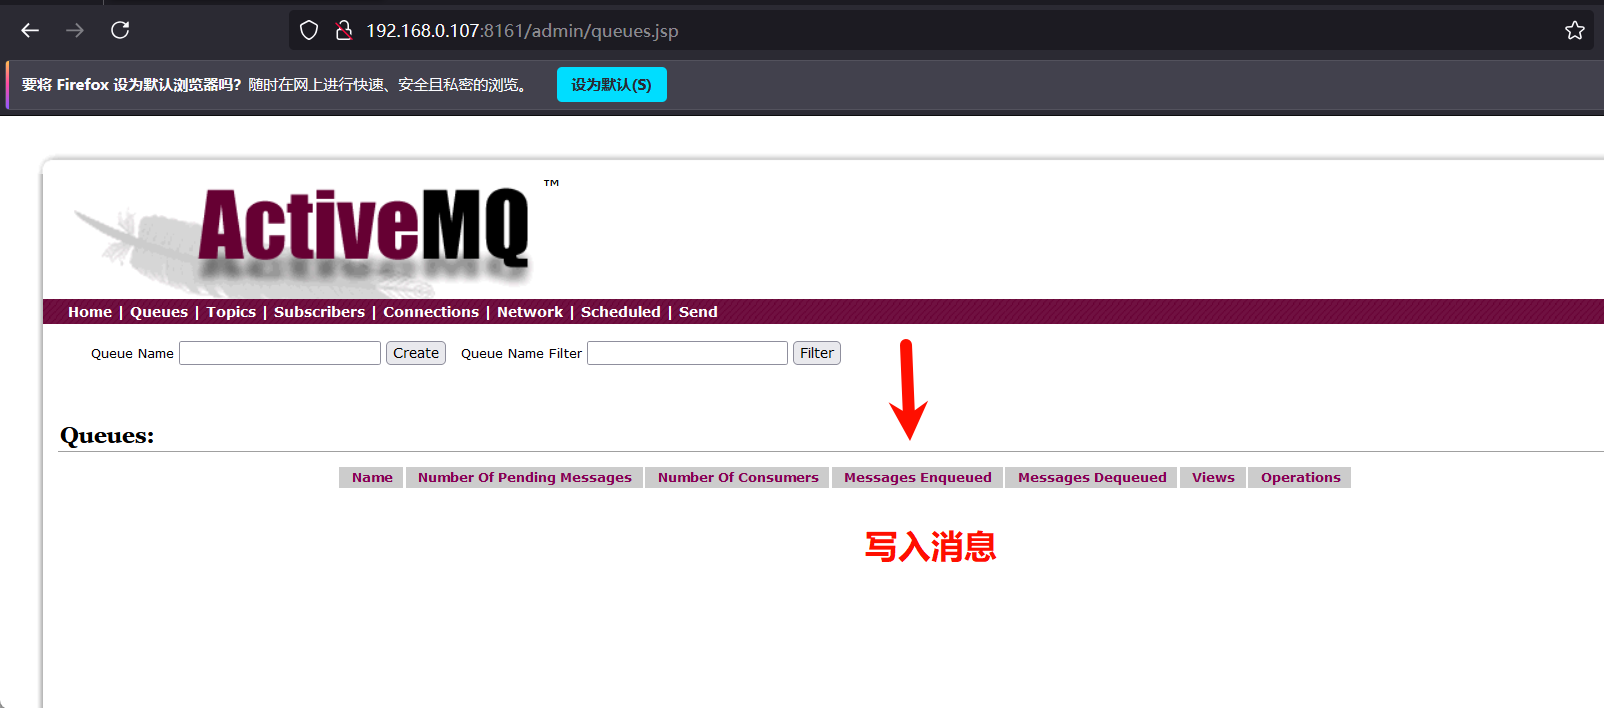 192.168.0.107:8161/admin/queues.jsp
要将 Firefox 设为默认浏览器吗？随时在网上进行快速、安全且私密的浏览。 设为默认(S)
ActiveMQ ™
Home | Queues | Topics | Subscribers | Connections | Network | Scheduled | Send
Queue Name Create Queue Name Filter Filter
Queues:
Name Number Of Pending Messages Number Of Consumers Messages Enqueued Messages Dequeued Views Operations
写入消息